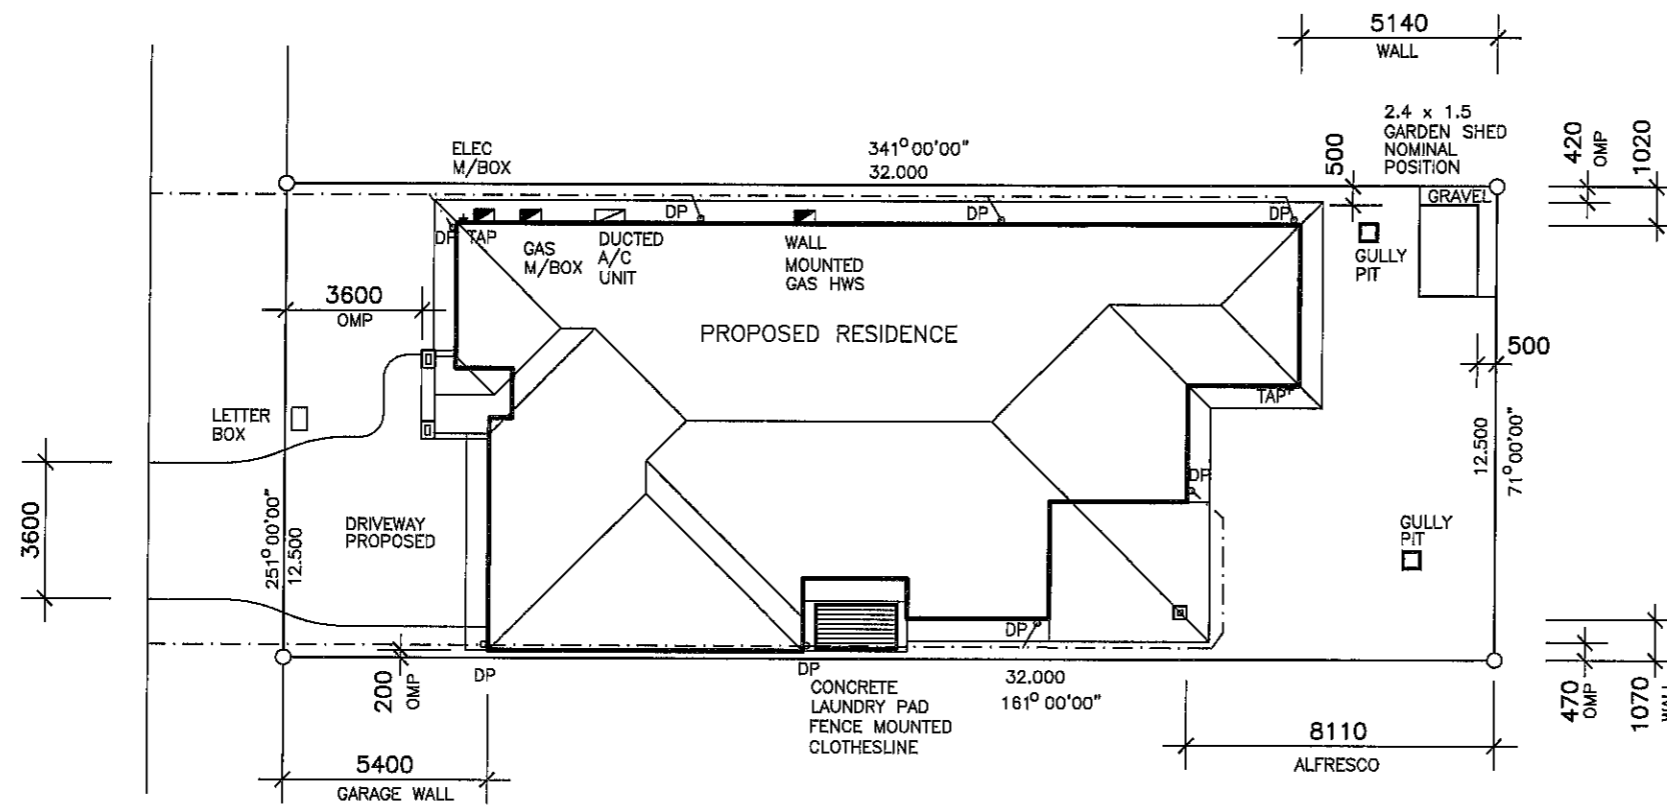 5140
WALL
2.4 x 1.5
GARDEN SHED
NOMINAL
POSITION
420
OMP
1020
ELEC
M/BOX
341°00'00"
32.000
500
GRAVEL
DP
DP
DP
DP
TAP
GAS
M/BOX
DUCTED
A/C
UNIT
WALL
MOUNTED
GAS HWS
GULLY
PIT
3600
OMP
PROPOSED RESIDENCE
500
TAP
LETTER
BOX
12.500
71°00'00"
DP
3600
251°00'00"
12.500
DRIVEWAY
PROPOSED
GULLY
PIT
DP
200
OMP
DP
DP
32.000
161°00'00"
CONCRETE
LAUNDRY PAD
FENCE MOUNTED
CLOTHESLINE
470
OMP
1070
WALL
8110
ALFRESCO
5400
GARAGE WALL